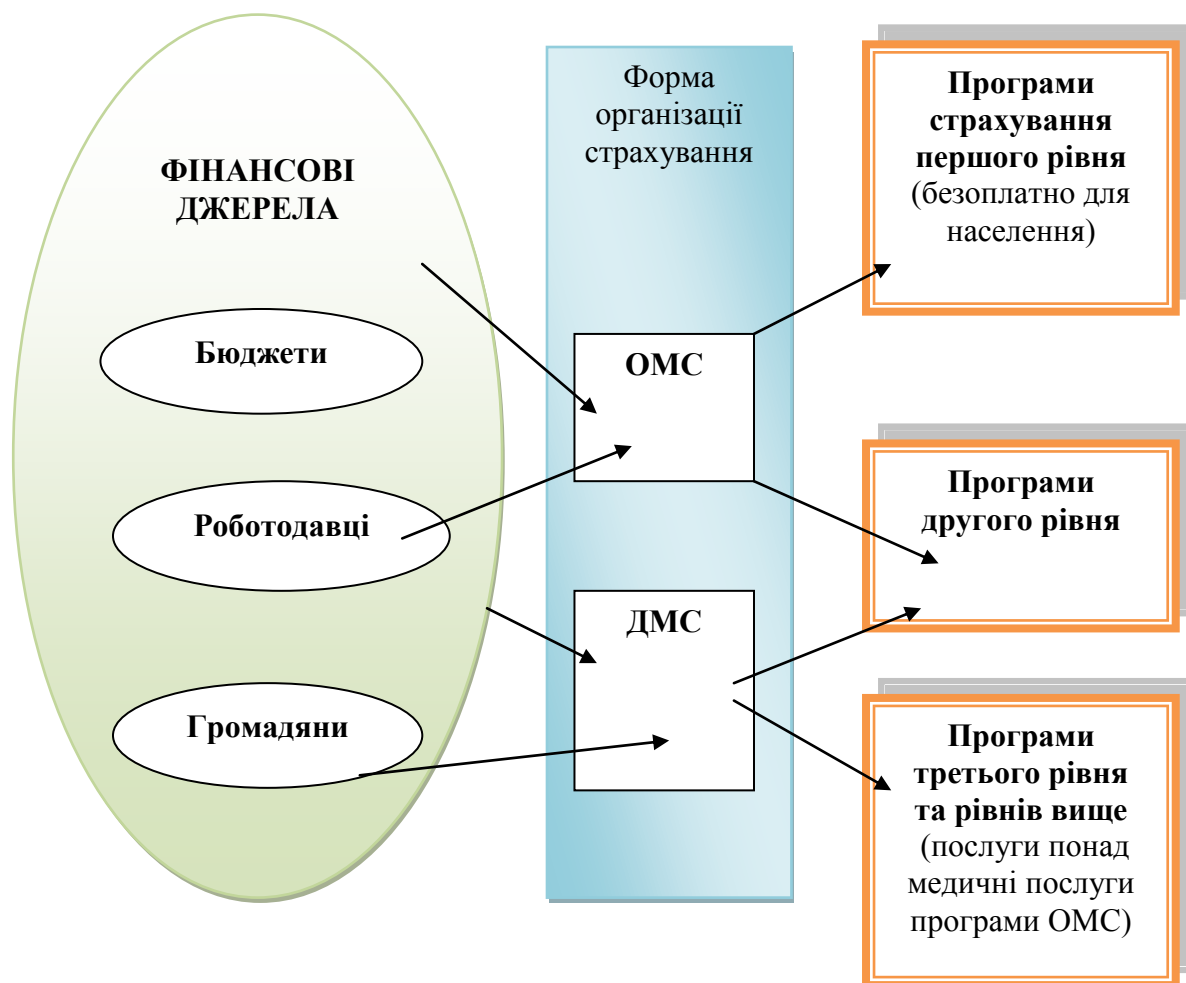 ФІНАНСОВІ
ДЖЕРЕЛА
Бюджети
Роботодавці
Громадяни
Форма
організації
страхування
ОМС
ДМС
Програми
страхування
першого рівня
(безоплатно для
населення)
Програми
другого рівня
Програми
третього рівня
та рівнів вище
(послуги понад
медичні послуги
програми ОМС)